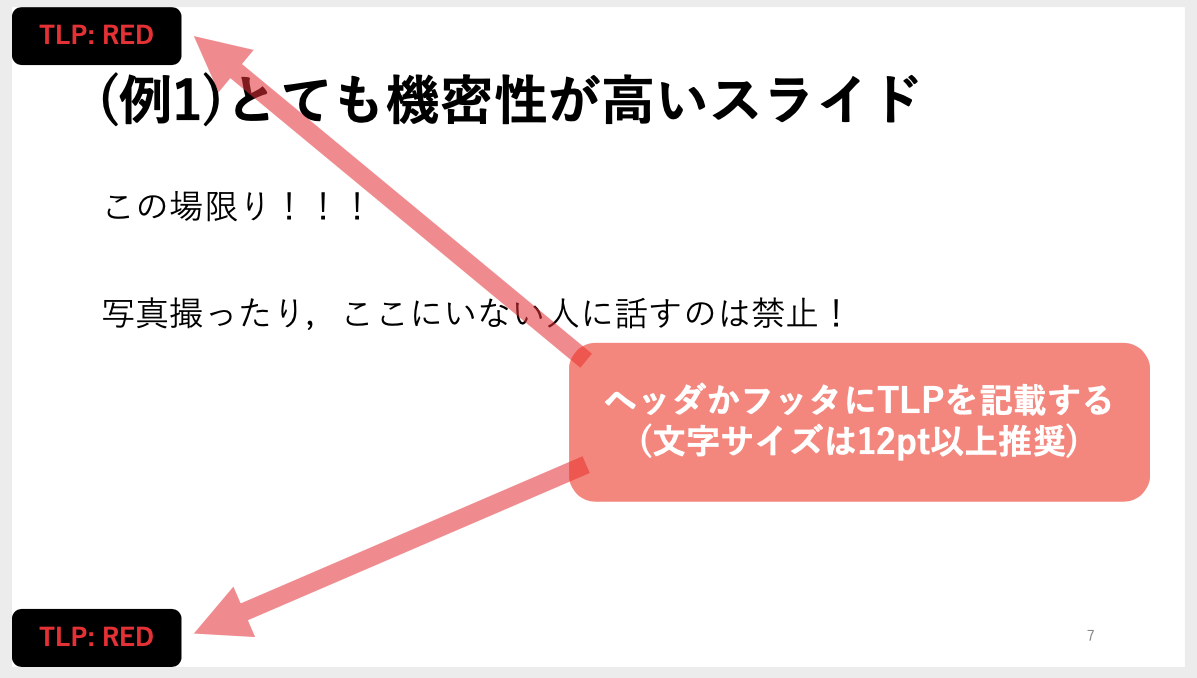 TLP: RED
(例1)とても機密性が高いスライド
この場限り！！！
写真撮ったり，ここにいない人に話すのは禁止！
ヘッダかフッタにTLPを記載する
(文字サイズは12pt以上推奨)
TLP: RED
7